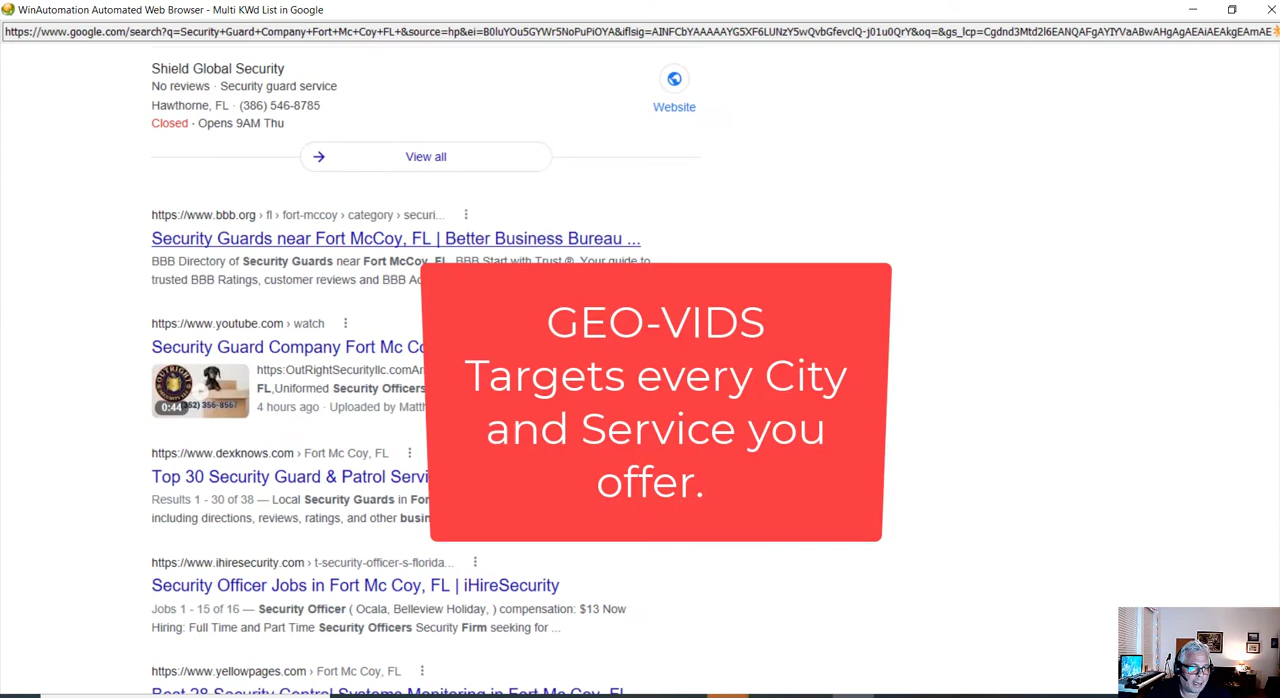 WinAutomation Automated Web Browser - Multi KWd List in Google
https://www.google.com/search?q=Security+Guard+Company+Fort+Mc+Coy+FL+&source=hp&ei=B0luYOu5GYWr5NoPuPiOYA&iflsig=AINFCbYAAAAAYG5XF6LUNzY5wQvbGfevclQ-j01u0QrY&oq=&gs_lcp=Cgdnd3Mtd2l6EANQAFgAYIYVaABwAHgAgAEAiAEAkgEAmAE
Shield Global Security
No reviews · Security guard service
Hawthorne, FL · (386) 546-8785
Closed · Opens 9AM Thu
Website
View all
https://www.bbb.org › fl › fort-mccoy › category › securi...
Security Guards near Fort McCoy, FL | Better Business Bureau ...
BBB Directory of Security Guards near Fort McCoy, FL. BBB Start with Trust ®. Your guide to
trusted BBB Ratings, customer reviews and BBB
https://www.youtube.com › watch
Security Guard Company Fort Mc
https:OutRightSecurityllc.com
FL,Uniformed Security Officers
4 hours ago · Uploaded by
0:44
(352) 356-8567
https://www.dexknows.com › Fort Mc Coy, FL
Top 30 Security Guard & Patrol
Results 1 - 30 of 38 — Local Security Guards in
including directions, reviews, ratings, and other
GEO-VIDS
Targets every City
and Service you
offer.
https://www.ihiresecurity.com › t-security-officer-s-florida...
Security Officer Jobs in Fort Mc Coy, FL | iHireSecurity
Jobs 1 - 15 of 16 — Security Officer ( Ocala, Belleview Holiday, ) compensation: $13 Now
Hiring: Full Time and Part Time Security Officers Security Firm seeking for ...
https://www.yellowpages.com › Fort Mc Coy, FL
Best 28 Security Control Systems Monitoring in Fort Mc Coy, FL